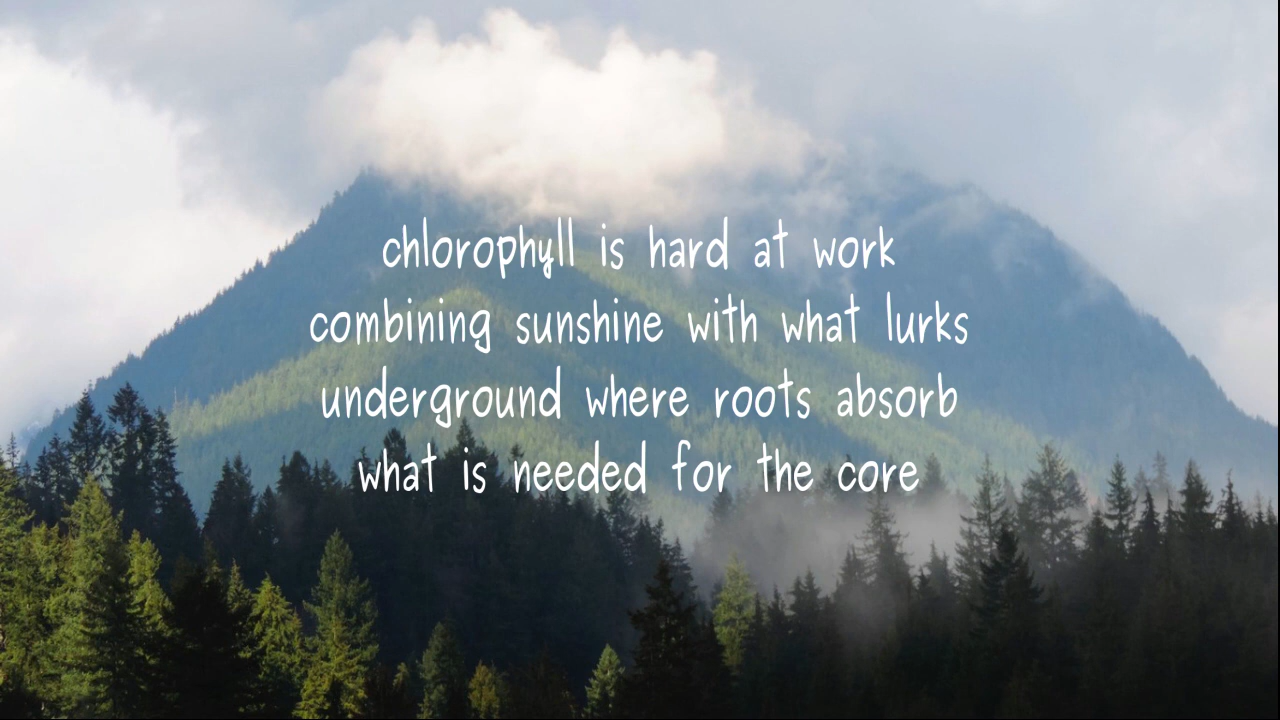 chlorophyll is hard at work
combining sunshine with what lurks
underground where roots absorb
what is needed for the core